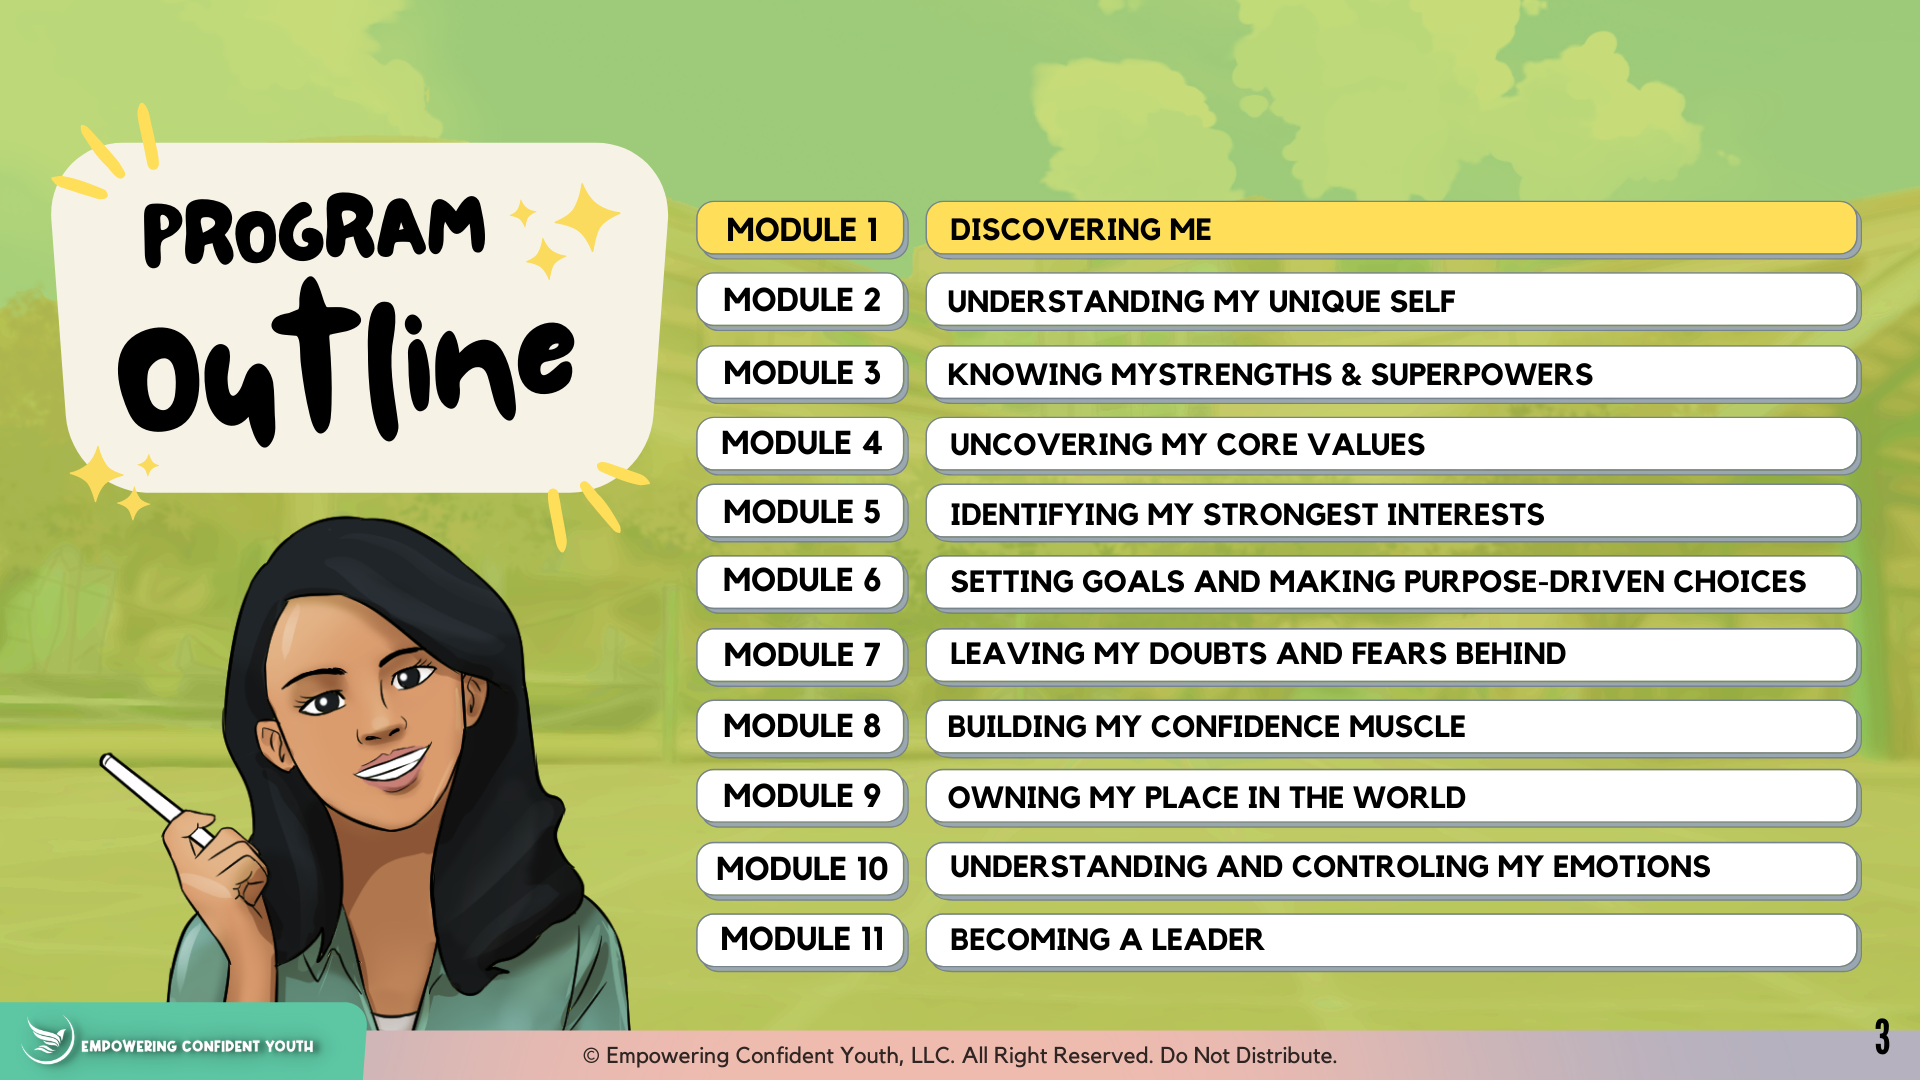 PROGRAM
Outline
MODULE 1 DISCOVERING ME
MODULE 2 UNDERSTANDING MY UNIQUE SELF
MODULE 3 KNOWING MYSTRENGTHS & SUPERPOWERS
MODULE 4 UNCOVERING MY CORE VALUES
MODULE 5 IDENTIFYING MY STRONGEST INTERESTS
MODULE 6 SETTING GOALS AND MAKING PURPOSE-DRIVEN CHOICES
MODULE 7 LEAVING MY DOUBTS AND FEARS BEHIND
MODULE 8 BUILDING MY CONFIDENCE MUSCLE
MODULE 9 OWNING MY PLACE IN THE WORLD
MODULE 10 UNDERSTANDING AND CONTROLING MY EMOTIONS
MODULE 11 BECOMING A LEADER
EMPOWERING CONFIDENT YOUTH
© Empowering Confident Youth, LLC. All Right Reserved. Do Not Distribute.
3